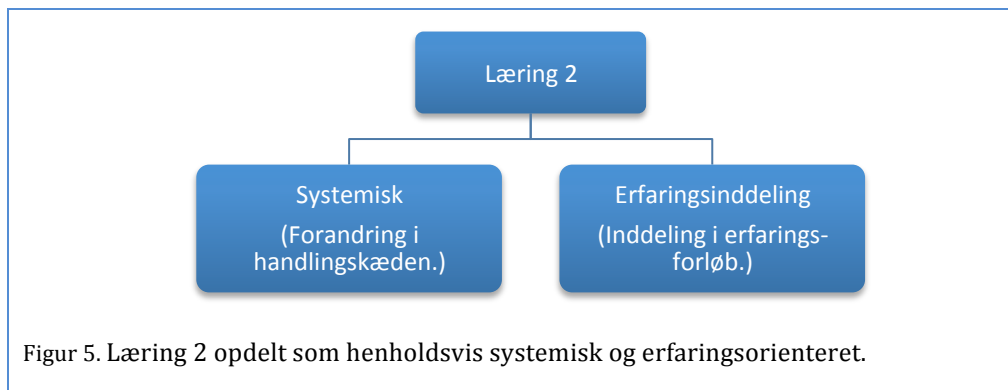 Læring 2
Systemisk
(Forandring i
handlingskæden.)
Erfaringsinddeling
(Inddeling i erfarings-
forløb.)
Figur 5. Læring 2 opdelt som henholdsvis systemisk og erfaringsorienteret.